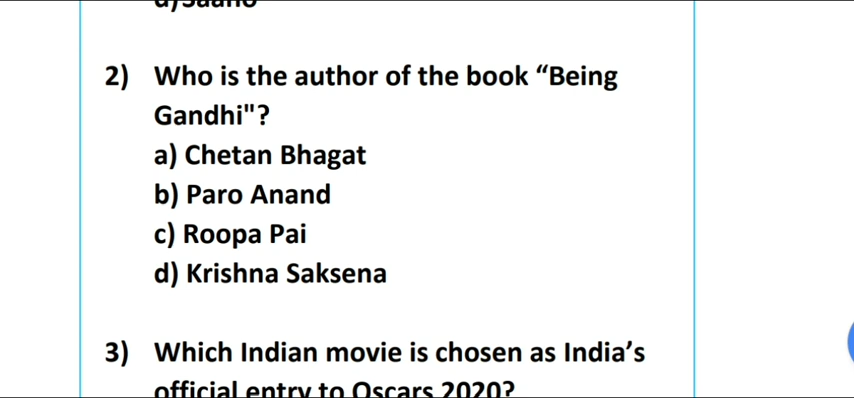 d) Jaano
2) Who is the author of the book “Being
Gandhi"?
a) Chetan Bhagat
b) Paro Anand
c) Roopa Pai
d) Krishna Saksena
3) Which Indian movie is chosen as India’s
official entry to Oscars 2020?